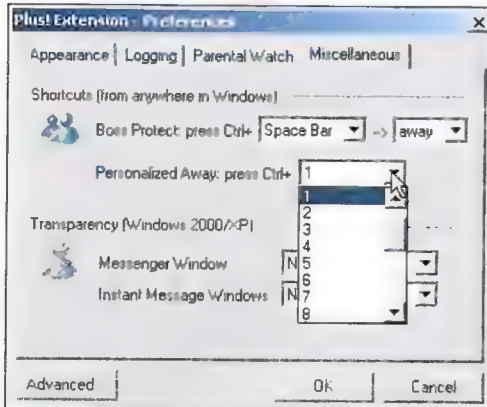 Plus! Extension - Preferences
Appearance Logging Parental Watch Miscellaneous
Shortcuts (from anywhere in Windows)
Boss Protect: press Ctrl+ Space Bar -> away
Personalized Away: press Ctrl+ 1
1
2
3
Transparency (Windows 2000/XP)
4
Messenger Window N 5
6
Instant Message Windows N 7
8
Advanced OK Cancel